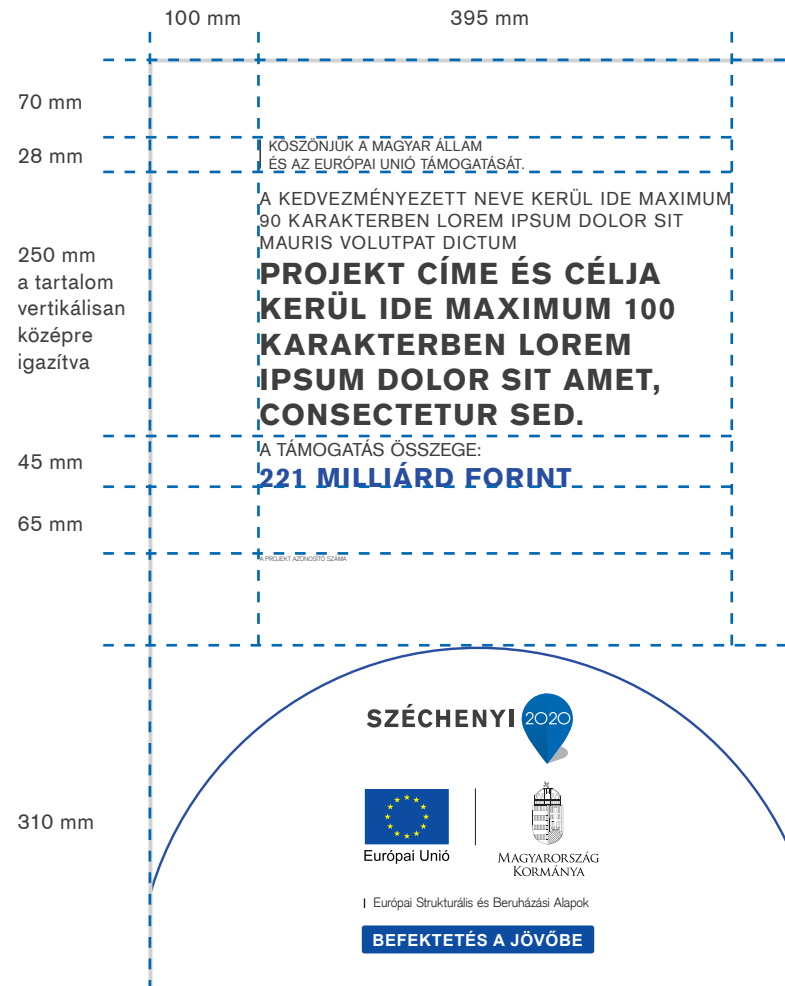 100 mm
395 mm
70 mm
28 mm
KÖSZÖNJÜK A MAGYAR ÁLLAM
ÉS AZ EURÓPAI UNIÓ TÁMOGATÁSÁT.
A KEDVEZMÉNYEZETT NEVE KERÜL IDE MAXIMUM
90 KARAKTERBEN LOREM IPSUM DOLOR SIT
MAURIS VOLUTPAT DICTUM
250 mm
a tartalom
vertikálisan
középre
igazítva
PROJEKT CÍME ÉS CÉLJA
KERÜL IDE MAXIMUM 100
KARAKTERBEN LOREM
IPSUM DOLOR SIT AMET,
CONSECTETUR SED.
45 mm
A TÁMOGATÁS ÖSSZEGE:
221 MILLIÁRD FORINT
65 mm
A PROJEKT AZONOSÍTÓ SZÁMA
310 mm
SZÉCHENYI 2020
Európai Unió
MAGYARORSZÁG
KORMÁNYA
Európai Strukturális és Beruházási Alapok
BEFEKTETÉS A JÖVŐBE